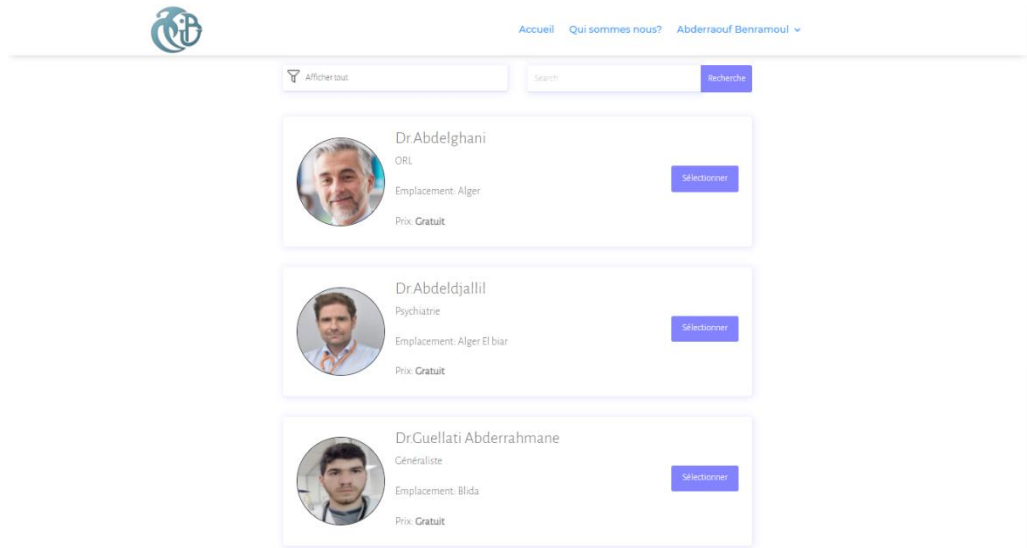 Accueil Qui sommes nous? Abderraouf Benramoul
Afficher tout
Search
Recherche
Dr.Abdelghani
ORL
Emplacement: Alger
Prix: Gratuit
Sélectionner
Dr.Abdeldjallil
Psychiatrie
Emplacement: Alger El biar
Prix: Gratuit
Sélectionner
Dr.Guellati Abderrahmane
Généraliste
Emplacement: Blida
Prix: Gratuit
Sélectionner